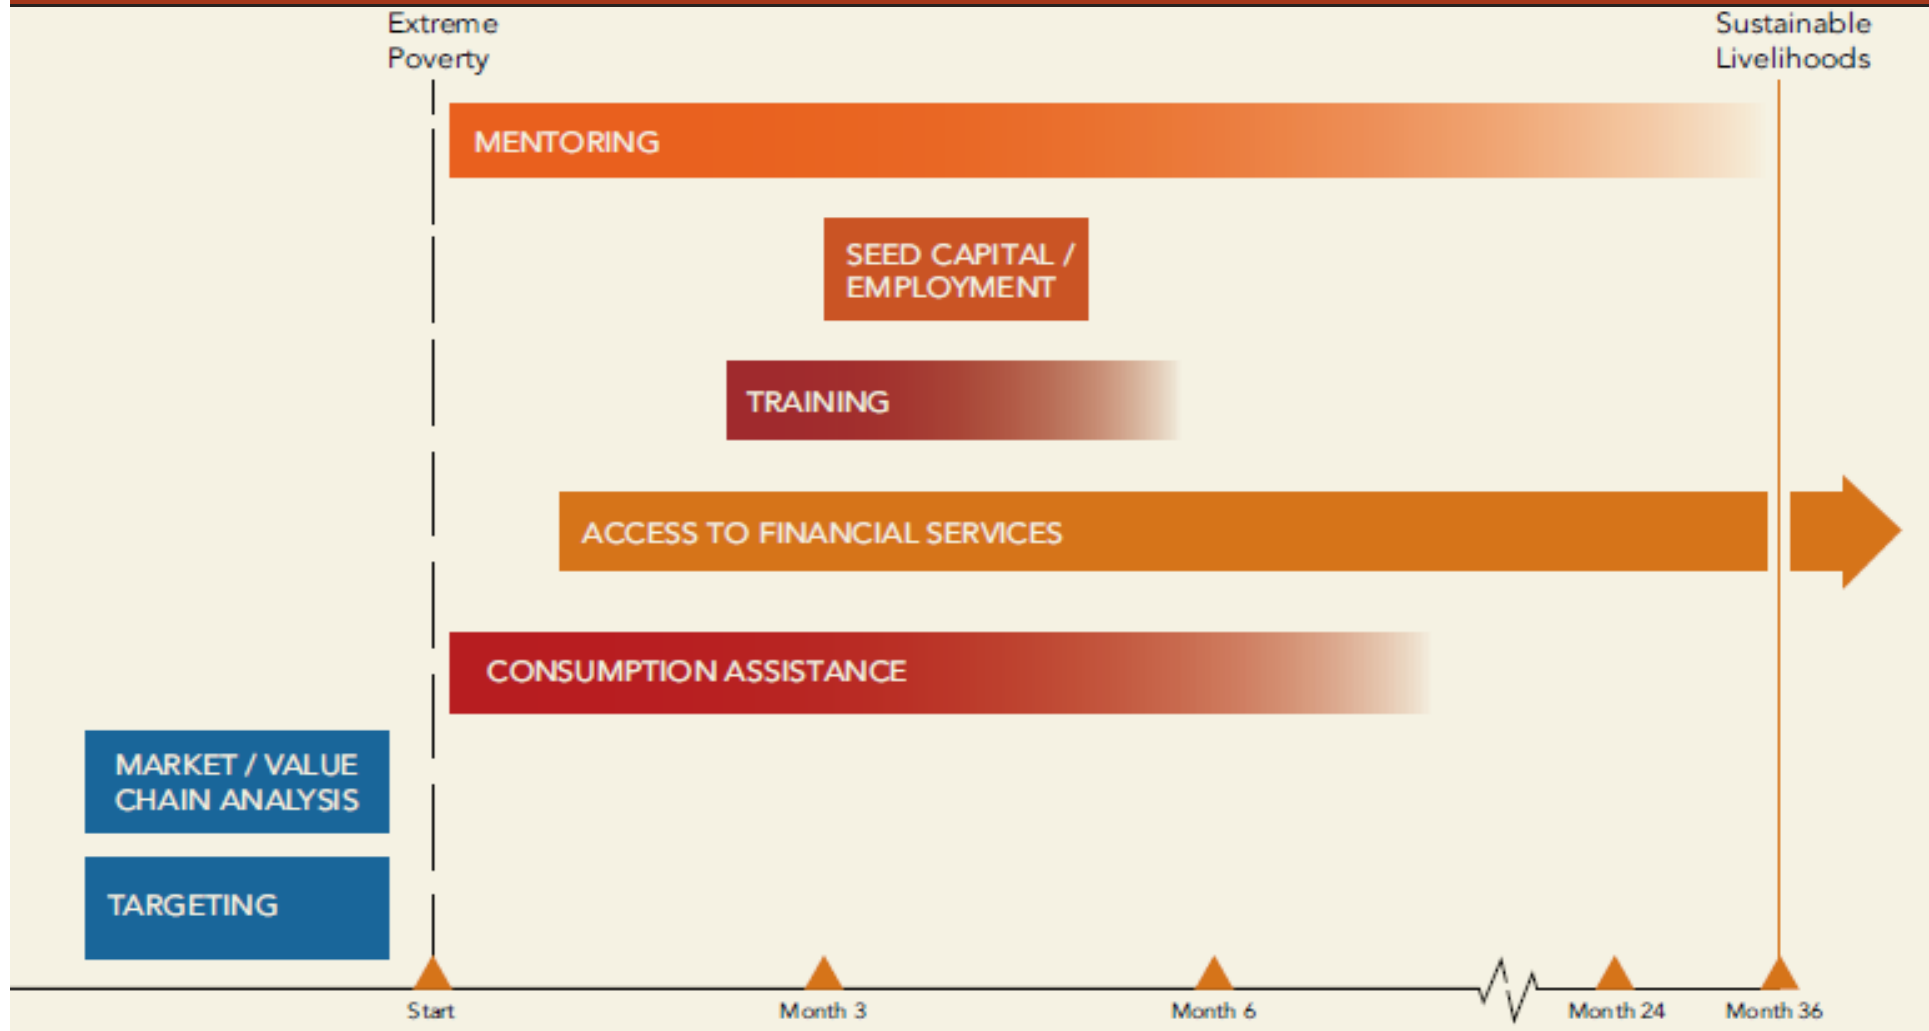 Extreme
Poverty
Sustainable
Livelihoods
MENTORING
SEED CAPITAL /
EMPLOYMENT
TRAINING
ACCESS TO FINANCIAL SERVICES
CONSUMPTION ASSISTANCE
MARKET / VALUE
CHAIN ANALYSIS
TARGETING
Start
Month 3
Month 6
Month 24
Month 36